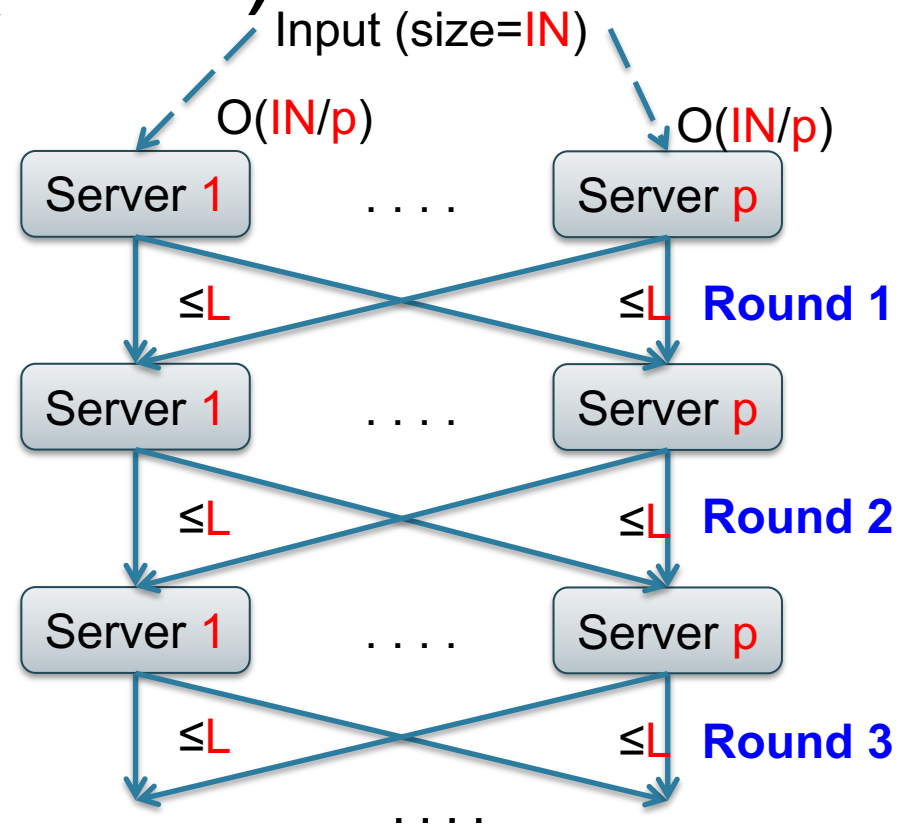 Input (size=IN)
O(IN/p) O(IN/p)
Server 1 . . . . Server p
≤L ≤L Round 1
Server 1 . . . . Server p
≤L ≤L Round 2
Server 1 . . . . Server p
≤L ≤L Round 3
. . . .